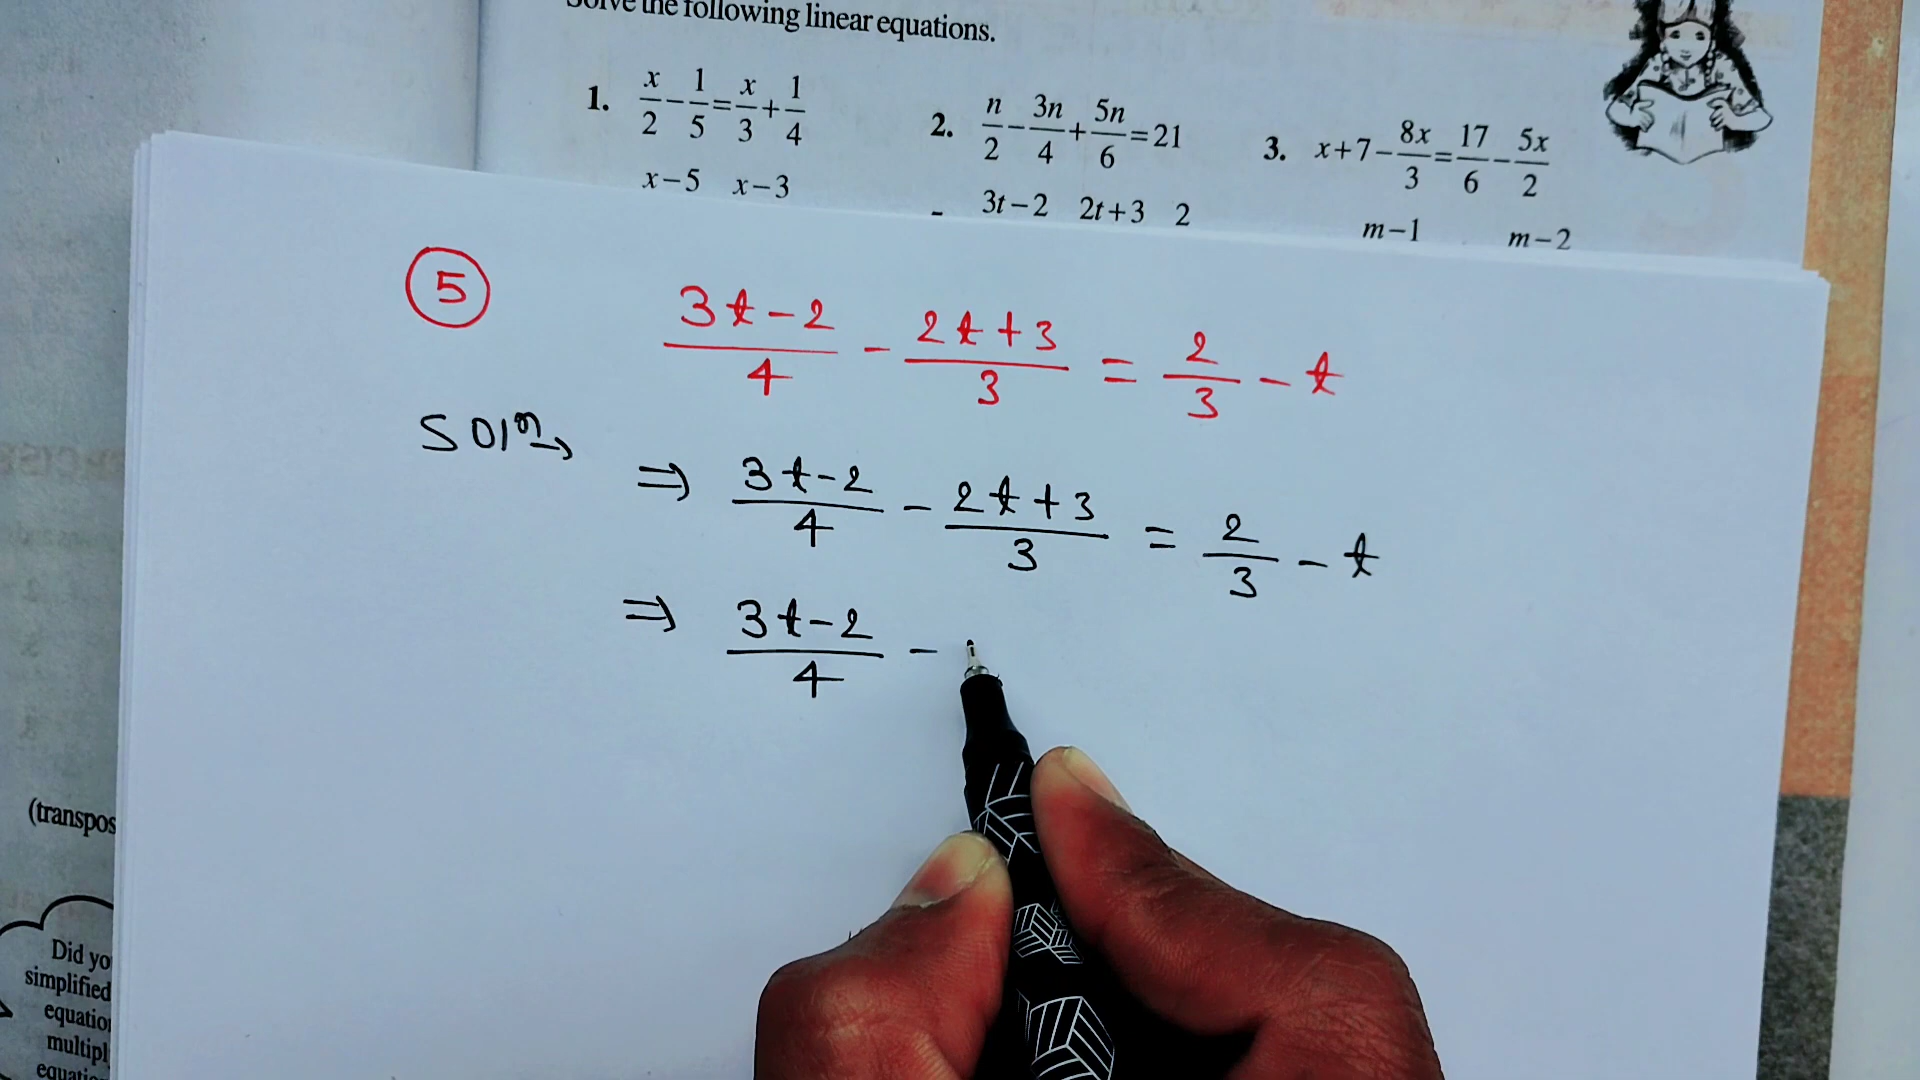 Solve the following linear equations.
1. x/2 - 1/5 = x/3 + 1/4
2. n/2 - 3n/4 + 5n/6 = 21
3. x + 7 - 8x/3 = 17/6 - 5x/2
x - 5 x - 3
3t - 2 2t + 3 2
m - 1 m - 2
5 (3t - 2)/4 - (2t + 3)/3 = 2/3 - t
Soln
⇒ (3t - 2)/4 - (2t + 3)/3 = 2/3 - t
⇒ (3t - 2)/4 -
(transpos
Did yo
simplified
equatio
multipl
equatio